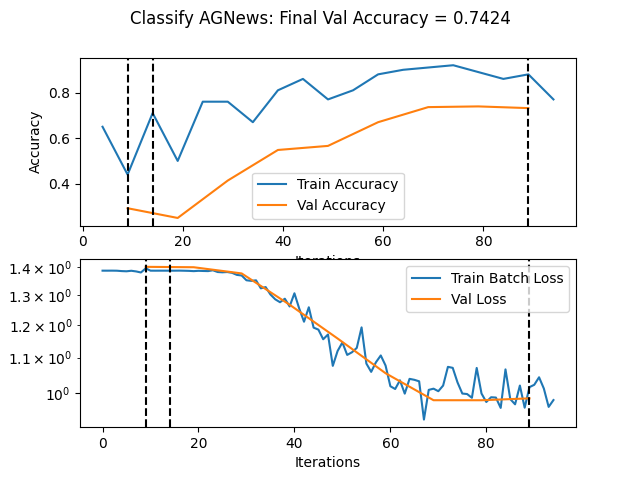 Classify AGNews: Final Val Accuracy = 0.7424
Accuracy
0.8
0.6
0.4
Train Accuracy
Val Accuracy
0 20 40 60 80
Iterations
1.4 × 10⁰
1.3 × 10⁰
1.2 × 10⁰
1.1 × 10⁰
10⁰
Train Batch Loss
Val Loss
0 20 40 60 80
Iterations